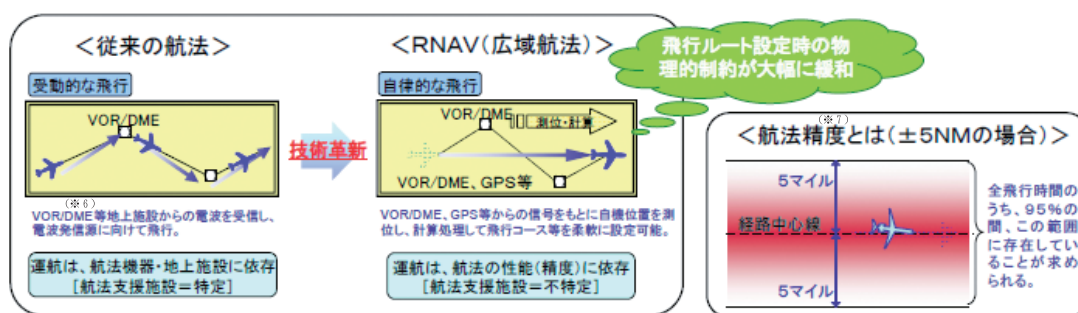 <従来の航法>
受動的な飛行
VOR/DME
(※6)
VOR/DME等地上施設からの電波を受信し、
電波発信源に向けて飛行。
運航は、航法機器・地上施設に依存
[航法支援施設=特定]
技術革新
<RNAV(広域航法)>
自律的な飛行
VOR/DME
測位・計算
VOR/DME、GPS等
VOR/DME、GPS等からの信号をもとに自機位置を測
位し、計算処理して飛行コース等を柔軟に設定可能。
運航は、航法の性能(精度)に依存
[航法支援施設=不特定]
飛行ルート設定時の物
理的制約が大幅に緩和
(※7)
<航法精度とは(±5NMの場合)>
5マイル
経路中心線
5マイル
全飛行時間の
うち、95%の
間、この範囲
に存在してい
ることが求め
られる。